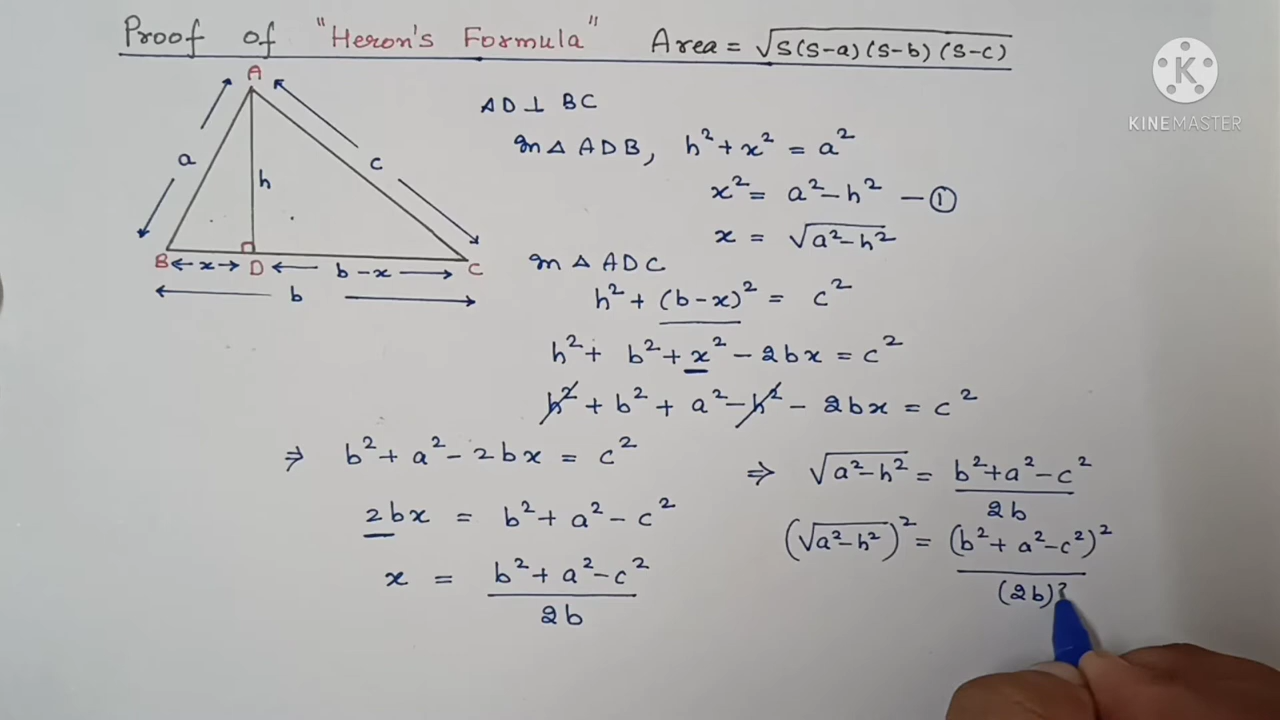 Proof of "Heron's Formula" Area = √S(S-a)(S-b)(S-c)
K
KINEMASTER
A
a
c
h
B
x
D
b-x
C
b
AD⊥ BC
In △ ADB, h²+x² = a²
x² = a²-h² —①
x = √a²-h²
In △ ADC
h² + (b-x)² = c²
h² + b² + x² - 2bx = c²
h² + b² + a² - h² - 2bx = c²
⇒ b² + a² - 2bx = c²
2bx = b² + a² - c²
x = b² + a² - c²
2b
⇒ √a²-h² = b²+a²-c²
2b
(√a²-h²)² = (b²+ a²-c²)²
(2b)²